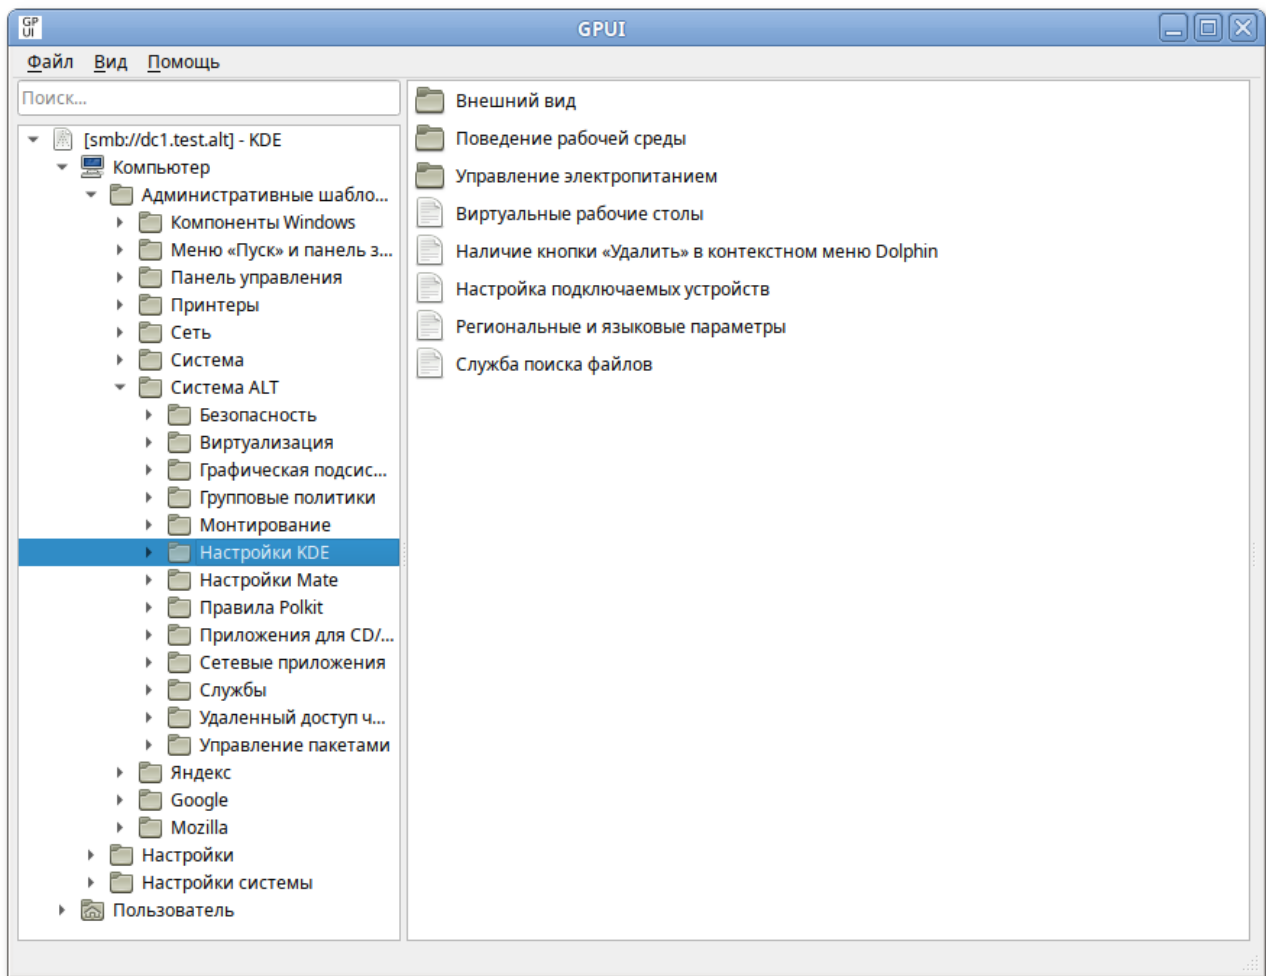 GP
UI
GPUI
Файл Вид Помощь
Поиск...
[smb://dc1.test.alt] - KDE
Компьютер
Административные шабло...
Компоненты Windows
Меню «Пуск» и панель з...
Панель управления
Принтеры
Сеть
Система
Система ALT
Безопасность
Виртуализация
Графическая подсис...
Групповые политики
Монтирование
Настройки KDE
Настройки Mate
Правила Polkit
Приложения для CD/...
Сетевые приложения
Службы
Удаленный доступ ч...
Управление пакетами
Яндекс
Google
Mozilla
Настройки
Настройки системы
Пользователь
Внешний вид
Поведение рабочей среды
Управление электропитанием
Виртуальные рабочие столы
Наличие кнопки «Удалить» в контекстном меню Dolphin
Настройка подключаемых устройств
Региональные и языковые параметры
Служба поиска файлов